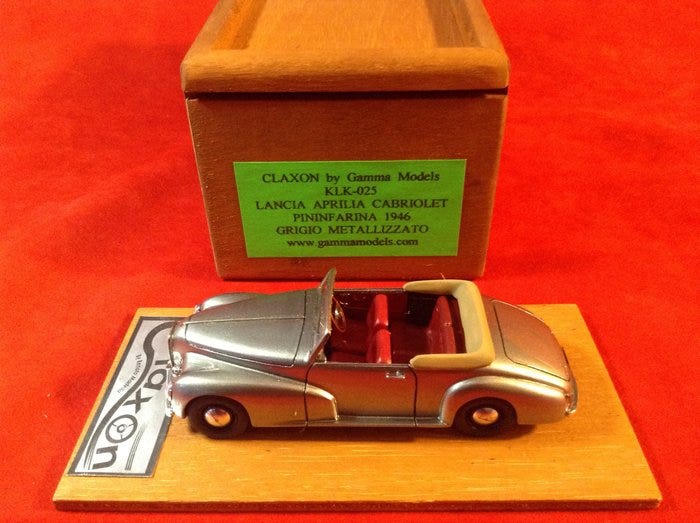 CLAXON by Gamma Models
KLK-025
LANCIA APRILIA CABRIOLET
PININFARINA 1946
GRIGIO METALLIZZATO
www.gammamodels.com
Claxon